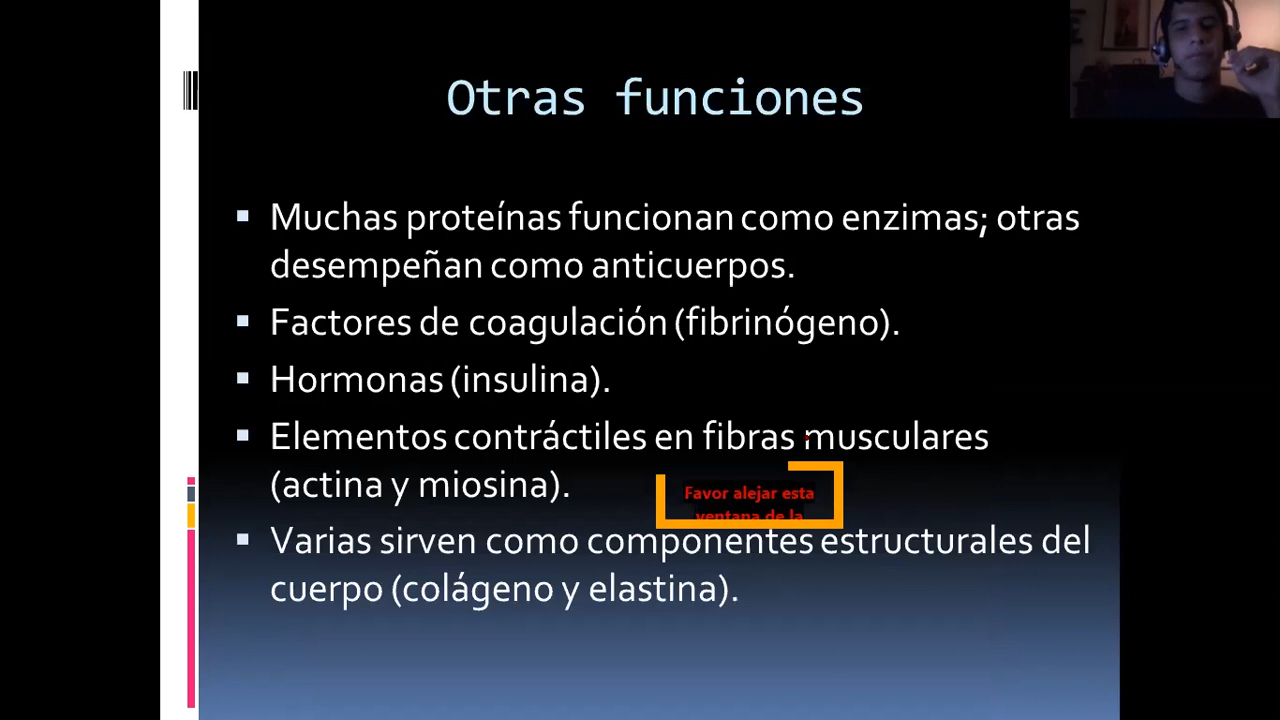 Otras funciones
Muchas proteínas funcionan como enzimas; otras
desempeñan como anticuerpos.
Factores de coagulación (fibrinógeno).
Hormonas (insulina).
Elementos contráctiles en fibras musculares
(actina y miosina).
Favor alejar esta
ventana de la
Varias sirven como componentes estructurales del
cuerpo (colágeno y elastina).